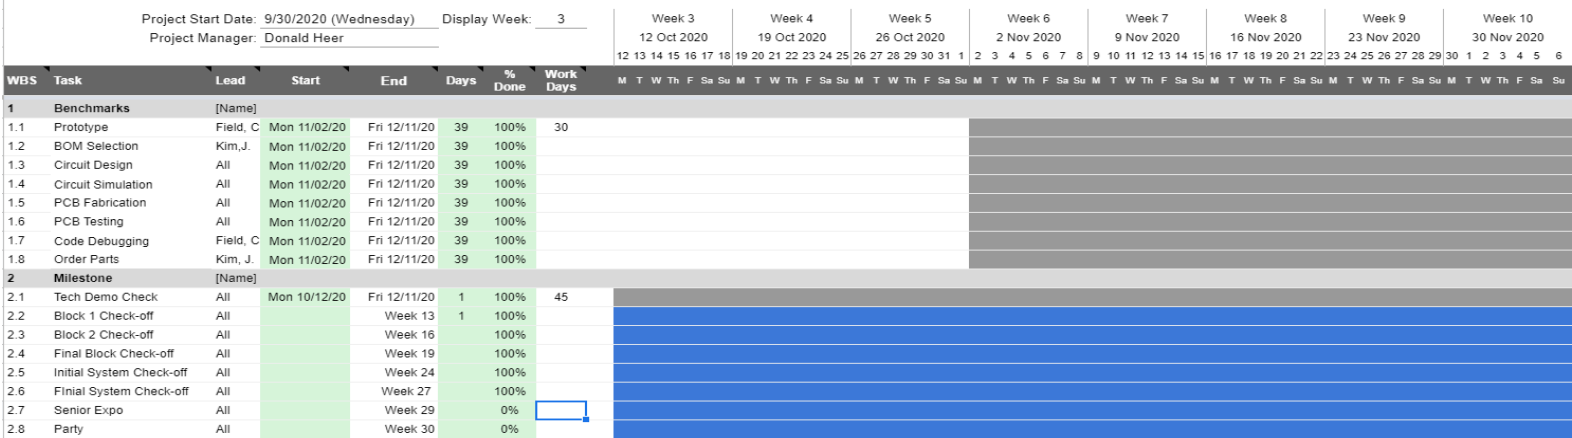 Project Start Date: 9/30/2020 (Wednesday) Display Week: 3 Week 3 Week 4 Week 5 Week 6 Week 7 Week 8 Week 9 Week 10
Project Manager: Donald Heer 12 Oct 2020 19 Oct 2020 26 Oct 2020 2 Nov 2020 9 Nov 2020 16 Nov 2020 23 Nov 2020 30 Nov 2020
12 13 14 15 16 17 18 19 20 21 22 23 24 25 26 27 28 29 30 31 1 2 3 4 5 6 7 8 9 10 11 12 13 14 15 16 17 18 19 20 21 22 23 24 25 26 27 28 29 30 1 2 3 4 5 6
WBS Task Lead Start End Days % Done Work Days M T W Th F Sa Su M T W Th F Sa Su M T W Th F Sa Su M T W Th F Sa Su M T W Th F Sa Su M T W Th F Sa Su M T W Th F Sa Su M T W Th F Sa Su
1 Benchmarks [Name]
1.1 Prototype Field, C Mon 11/02/20 Fri 12/11/20 39 100% 30
1.2 BOM Selection Kim,J. Mon 11/02/20 Fri 12/11/20 39 100%
1.3 Circuit Design All Mon 11/02/20 Fri 12/11/20 39 100%
1.4 Circuit Simulation All Mon 11/02/20 Fri 12/11/20 39 100%
1.5 PCB Fabrication All Mon 11/02/20 Fri 12/11/20 39 100%
1.6 PCB Testing All Mon 11/02/20 Fri 12/11/20 39 100%
1.7 Code Debugging Field, C Mon 11/02/20 Fri 12/11/20 39 100%
1.8 Order Parts Kim, J. Mon 11/02/20 Fri 12/11/20 39 100%
2 Milestone [Name]
2.1 Tech Demo Check All Mon 10/12/20 Fri 12/11/20 1 100% 45
2.2 Block 1 Check-off All Week 13 1 100%
2.3 Block 2 Check-off All Week 16 100%
2.4 Final Block Check-off All Week 19 100%
2.5 Initial System Check-off All Week 24 100%
2.6 FInial System Check-off All Week 27 100%
2.7 Senior Expo All Week 29 0%
2.8 Party All Week 30 0%